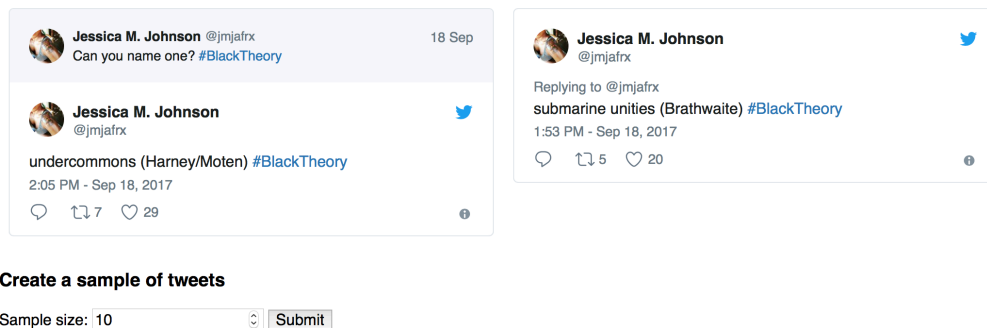 Jessica M. Johnson @jmjafrx 18 Sep
Can you name one? #BlackTheory
Jessica M. Johnson
@jmjafrx
undercommons (Harney/Moten) #BlackTheory
2:05 PM - Sep 18, 2017
7 29
Jessica M. Johnson
@jmjafrx
Replying to @jmjafrx
submarine unities (Brathwaite) #BlackTheory
1:53 PM - Sep 18, 2017
5 20
Create a sample of tweets
Sample size: 10 Submit